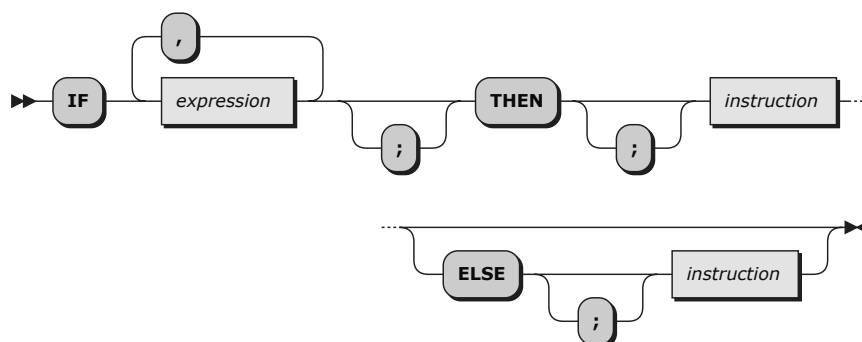 ,
IF expression ; THEN ; instruction
ELSE ; instruction